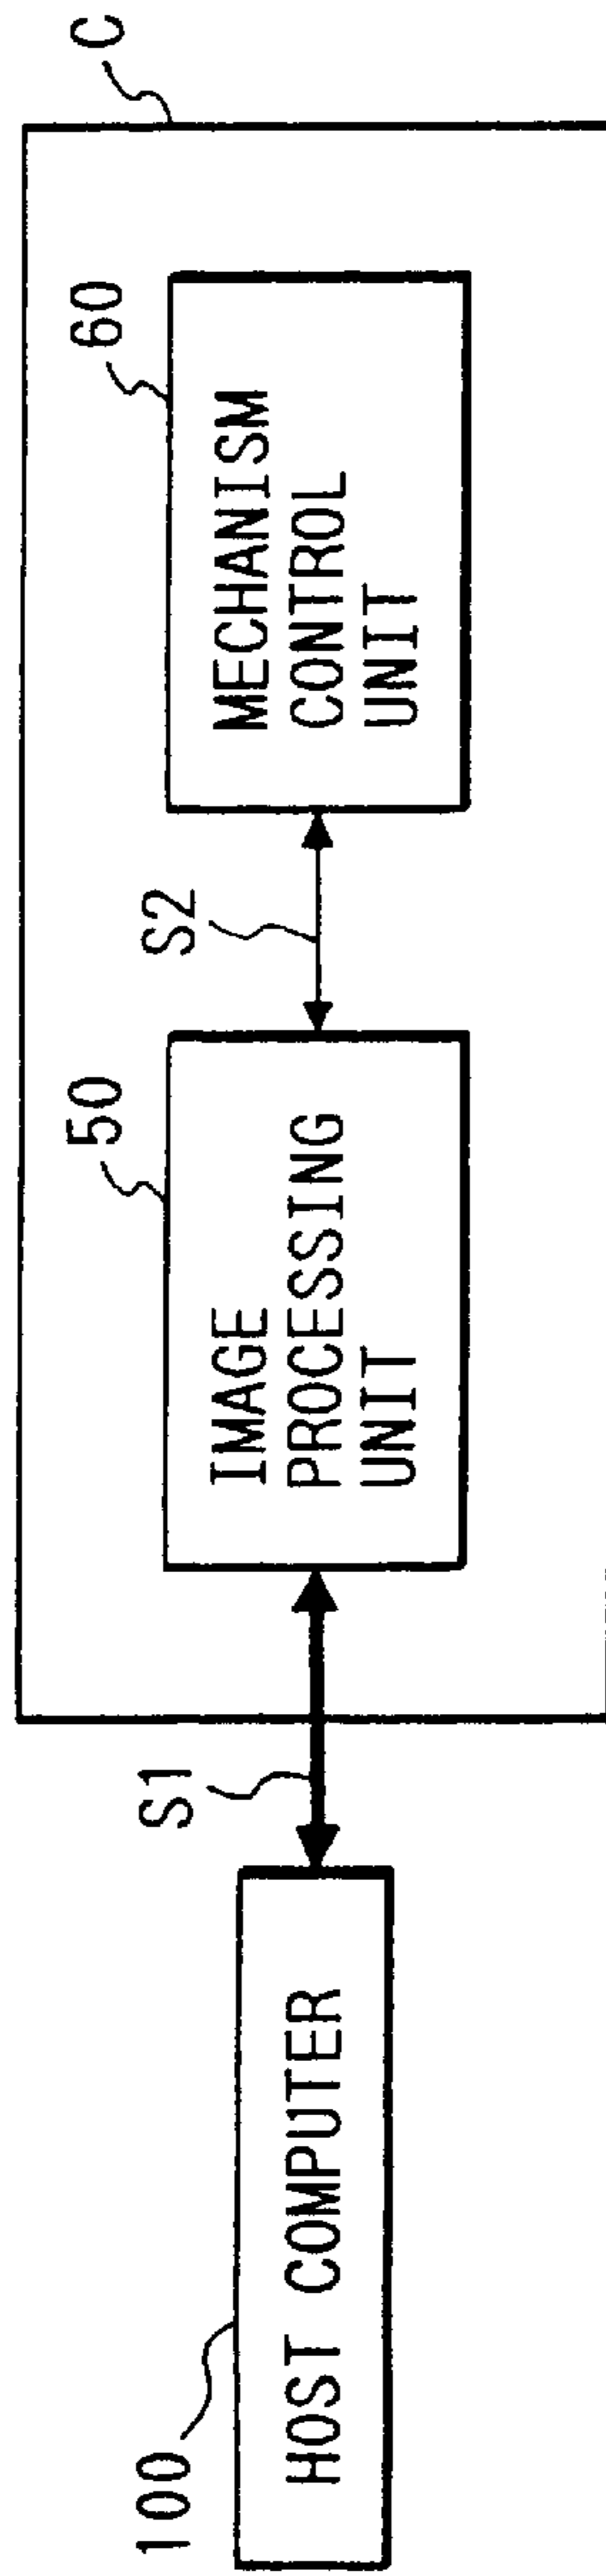 100
HOST COMPUTER
S1
50
IMAGE
PROCESSING
UNIT
S2
60
MECHANISM
CONTROL
UNIT
C